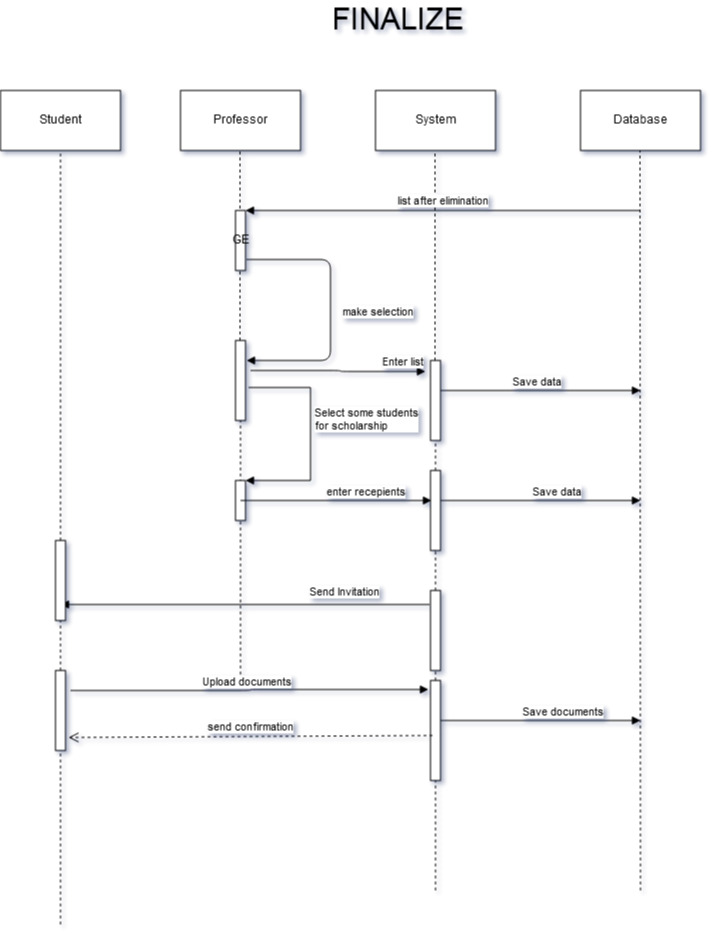 FINALIZE
Student
Professor
System
Database
list after elimination
GE
make selection
Enter list
Save data
Select some students
for scholarship
enter recepients
Save data
Send Invitation
Upload documents
Save documents
send confirmation